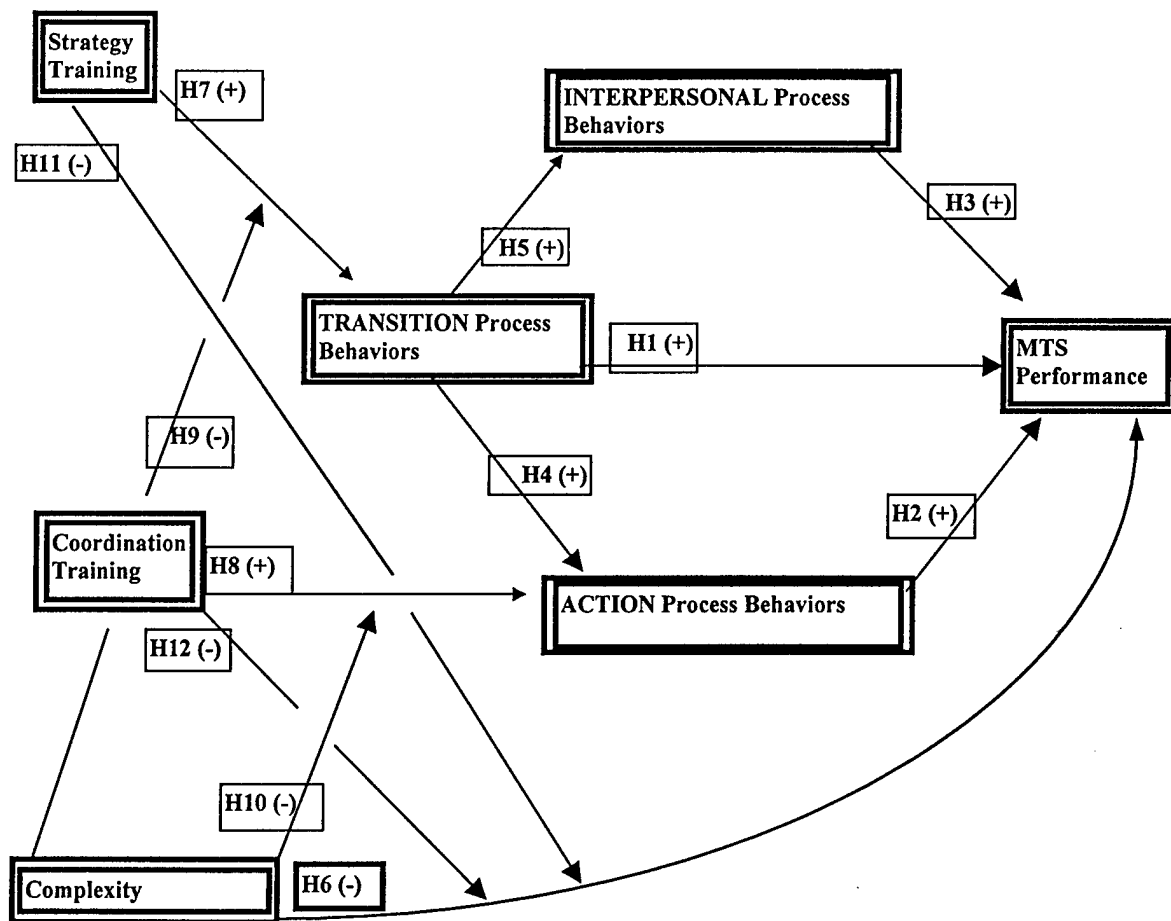 Strategy
Training
H7 (+)
INTERPERSONAL Process
Behaviors
H11 (-)
H3 (+)
H5 (+)
TRANSITION Process
Behaviors
H1 (+)
MTS
Performance
H9 (-)
H4 (+)
H2 (+)
Coordination
Training
H8 (+)
ACTION Process Behaviors
H12 (-)
H10 (-)
Complexity
H6 (-)